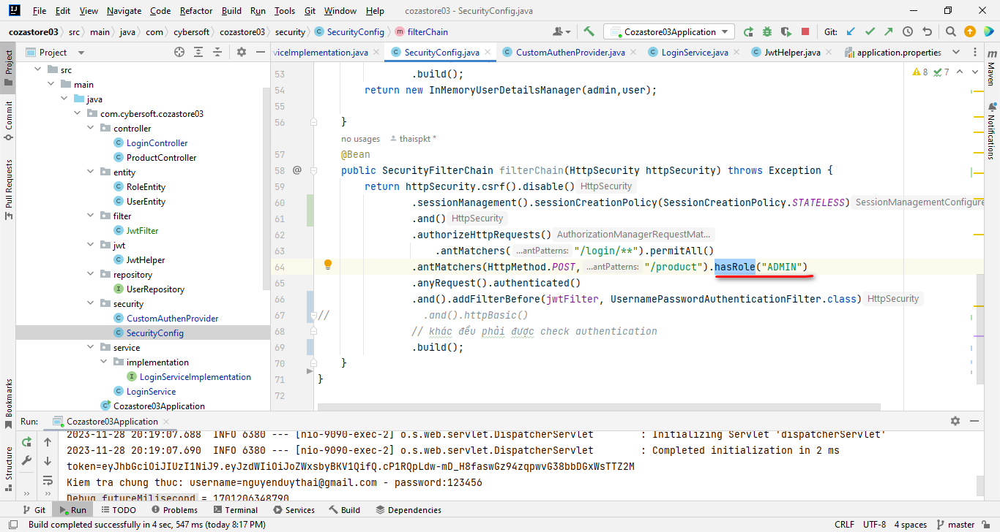 File Edit View Navigate Code Refactor Build Run Tools Git Window Help cozastore03 - SecurityConfig.java
cozastore03 src main java com cybersoft cozastore03 security SecurityConfig filterChain Cozastore03Application Git:
Project viceImplementation.java SecurityConfig.java CustomAuthenProvider.java LoginService.java JwtHelper.java application.properties
Project
Commit
Pull Requests
Bookmarks
Structure
m
Maven
Notifications
src
main
java
com.cybersoft.cozastore03
controller
LoginController
ProductController
entity
RoleEntity
UserEntity
filter
JwtFilter
jwt
JwtHelper
repository
UserRepository
security
CustomAuthenProvider
SecurityConfig
service
implementation
LoginServiceImplementation
LoginService
Cozastore03Application
8 7
53 .build();
54 return new InMemoryUserDetailsManager(admin,user);
55
56 }
no usages thaispkt *
57 @Bean
58 @ public SecurityFilterChain filterChain(HttpSecurity httpSecurity) throws Exception {
59 return httpSecurity.csrf().disable() HttpSecurity
60 .sessionManagement().sessionCreationPolicy(SessionCreationPolicy.STATELESS) SessionManagementConfigure
61 .and() HttpSecurity
62 .authorizeHttpRequests() AuthorizationManagerRequestMat...
63 .antMatchers( ...antPatterns: "/login/**").permitAll()
64 .antMatchers(HttpMethod.POST, ...antPatterns: "/product").hasRole("ADMIN")
65 .anyRequest().authenticated()
66 .and().addFilterBefore(jwtFilter, UsernamePasswordAuthenticationFilter.class) HttpSecurity
67 // .and().httpBasic()
68 // khác đều phải được check authentication
69 .build();
70 }
71 }
72
Run: Cozastore03Application
2023-11-28 20:19:07.688 INFO 6380 --- [nio-9090-exec-2] o.s.web.servlet.DispatcherServlet : Initializing Servlet 'dispatcherServlet'
2023-11-28 20:19:07.690 INFO 6380 --- [nio-9090-exec-2] o.s.web.servlet.DispatcherServlet : Completed initialization in 2 ms
token=eyJhbGciOiJIUzI1NiJ9.eyJzdWIiOiJoZWxsbyBKV1QifQ.cP1RQpLdw-mD_H8faswGz94zqpwvG38bbDGxWsTTZ2M
Kiem tra chung thuc: username=nguyenduythai@gmail.com - password:123456
Debug futureMilisecond = 1701206348790
Git Run TODO Problems Terminal Services Build Dependencies
Build completed successfully in 4 sec, 547 ms (today 8:17 PM) CRLF UTF-8 4 spaces master